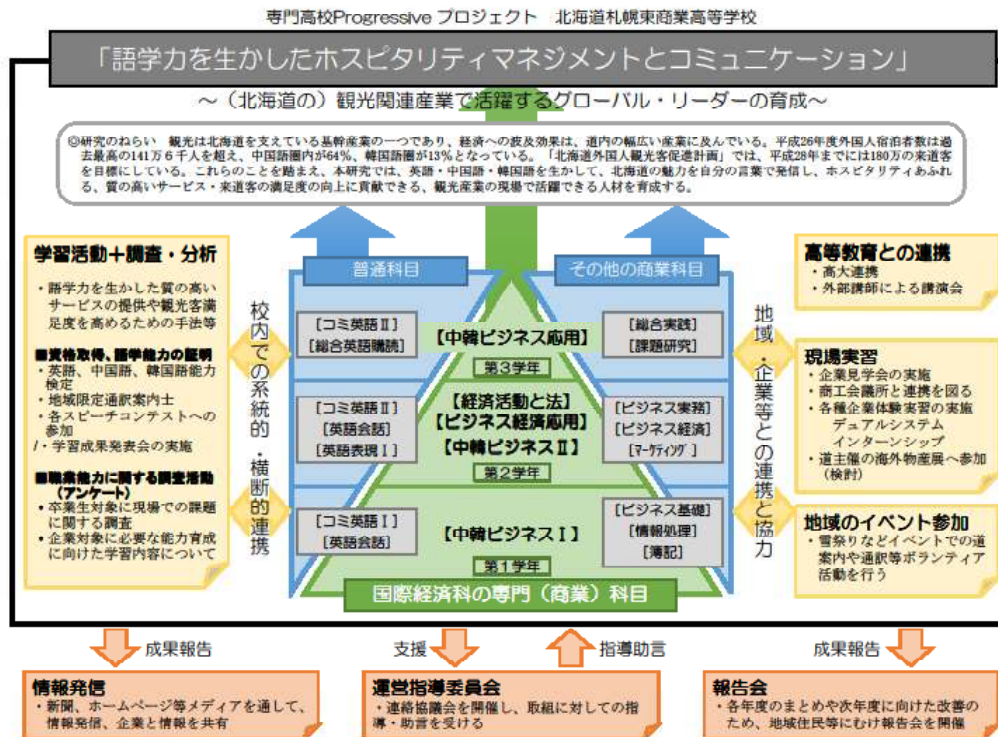 専門高校Progressive プロジェクト　北海道札幌東商業高等学校
「語学力を生かしたホスピタリティマネジメントとコミュニケーション」
～（北海道の）観光関連産業で活躍するグローバル・リーダーの育成～
◎研究のねらい　観光は北海道を支えている基幹産業の一つであり、経済への波及効果は、道内の幅広い産業に及んでいる。平成26年度外国人宿泊者数は過
去最高の141万６千人を超え、中国語圏内が64％、韓国語圏が13％となっている。「北海道外国人観光客促進計画」では、平成28年までには180万の来道客
を目標にしている。これらのことを踏まえ、本研究では、英語・中国語・韓国語を生かして、北海道の魅力を自分の言葉で発信し、ホスピタリティあふれ
る、質の高いサービス・来道客の満足度の向上に貢献できる、観光産業の現場で活躍できる人材を育成する。
学習活動＋調査・分析
・語学力を生かした質の高い
サービスの提供や観光客満
足度を高めるための手法等
■資格取得、語学能力の証明
・英語、中国語、韓国語能力
検定
・地域限定通訳案内士
・各スピーチコンテストへの
参加
/・学習成果発表会の実施
■職業能力に関する調査活動
（アンケート）
・卒業生対象に現場での課題
に関する調査
・企業対象に必要な能力育成
に向けた学習内容について
校内での系統的・横断的連携
普通科目
［コミ英語Ⅱ］
［総合英語購読］
［コミ英語Ⅱ］
［英語会話］
［英語表現Ⅰ］
［コミ英語Ⅰ］
［英語会話］
【中韓ビジネス応用】
第３学年
【経済活動と法】
【ビジネス経済応用】
【中韓ビジネスⅡ】
第２学年
【中韓ビジネスⅠ】
第１学年
国際経済科の専門（商業）科目
その他の商業科目
［総合実践］
［課題研究］
［ビジネス実務］
［ビジネス経済］
［マーケティング］
［ビジネス基礎］
［情報処理］
［簿記］
地域・企業等との連携と協力
高等教育との連携
・高大連携
・外部講師による講演会
現場実習
・企業見学会の実施
・商工会議所と連携を図る
・各種企業体験実習の実施
デュアルシステム
インターンシップ
・道主催の海外物産展へ参加
（検討）
地域のイベント参加
・雪祭りなどイベントでの道
案内や通訳等ボランティア
活動を行う
成果報告
支援
指導助言
成果報告
情報発信
・新聞、ホームページ等メディアを通して、
情報発信、企業と情報を共有
運営指導委員会
・連絡協議会を開催し、取組に対しての指
導・助言を受ける
報告会
・各年度のまとめや次年度に向けた改善の
ため、地域住民等にむけ報告会を開催